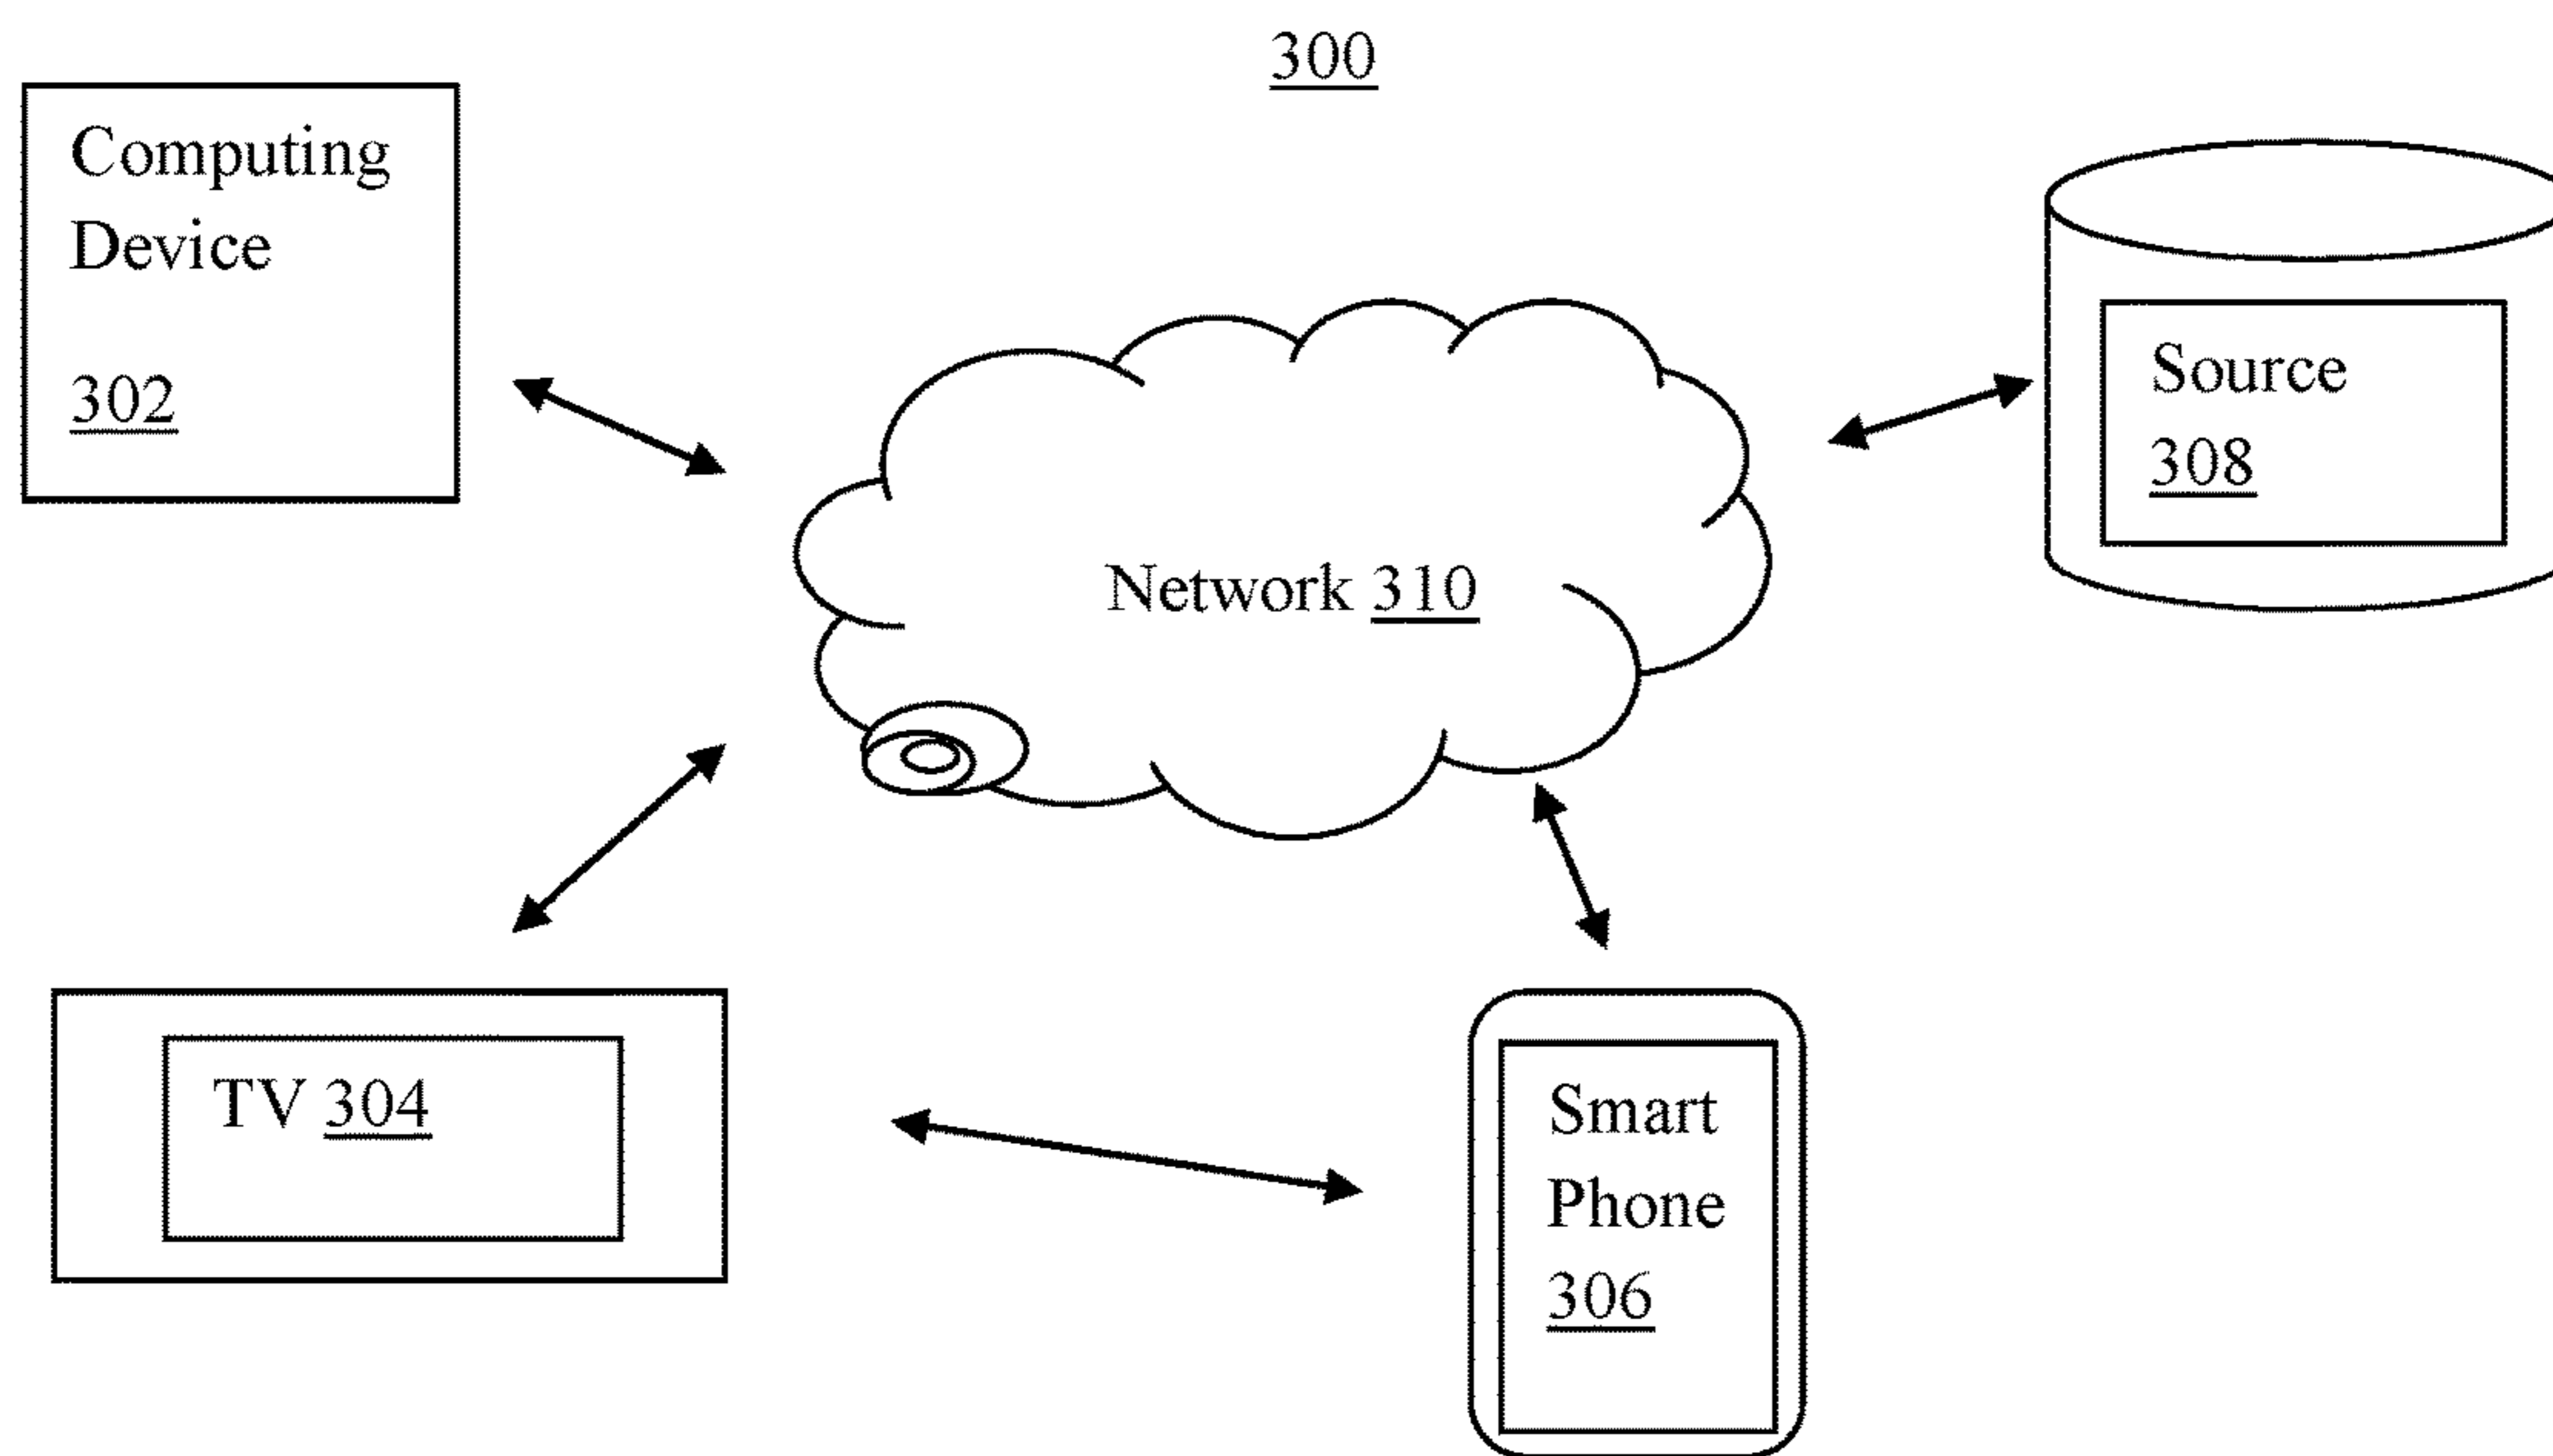 300
Computing
Device
302
Source
308
Network 310
TV 304
Smart
Phone
306